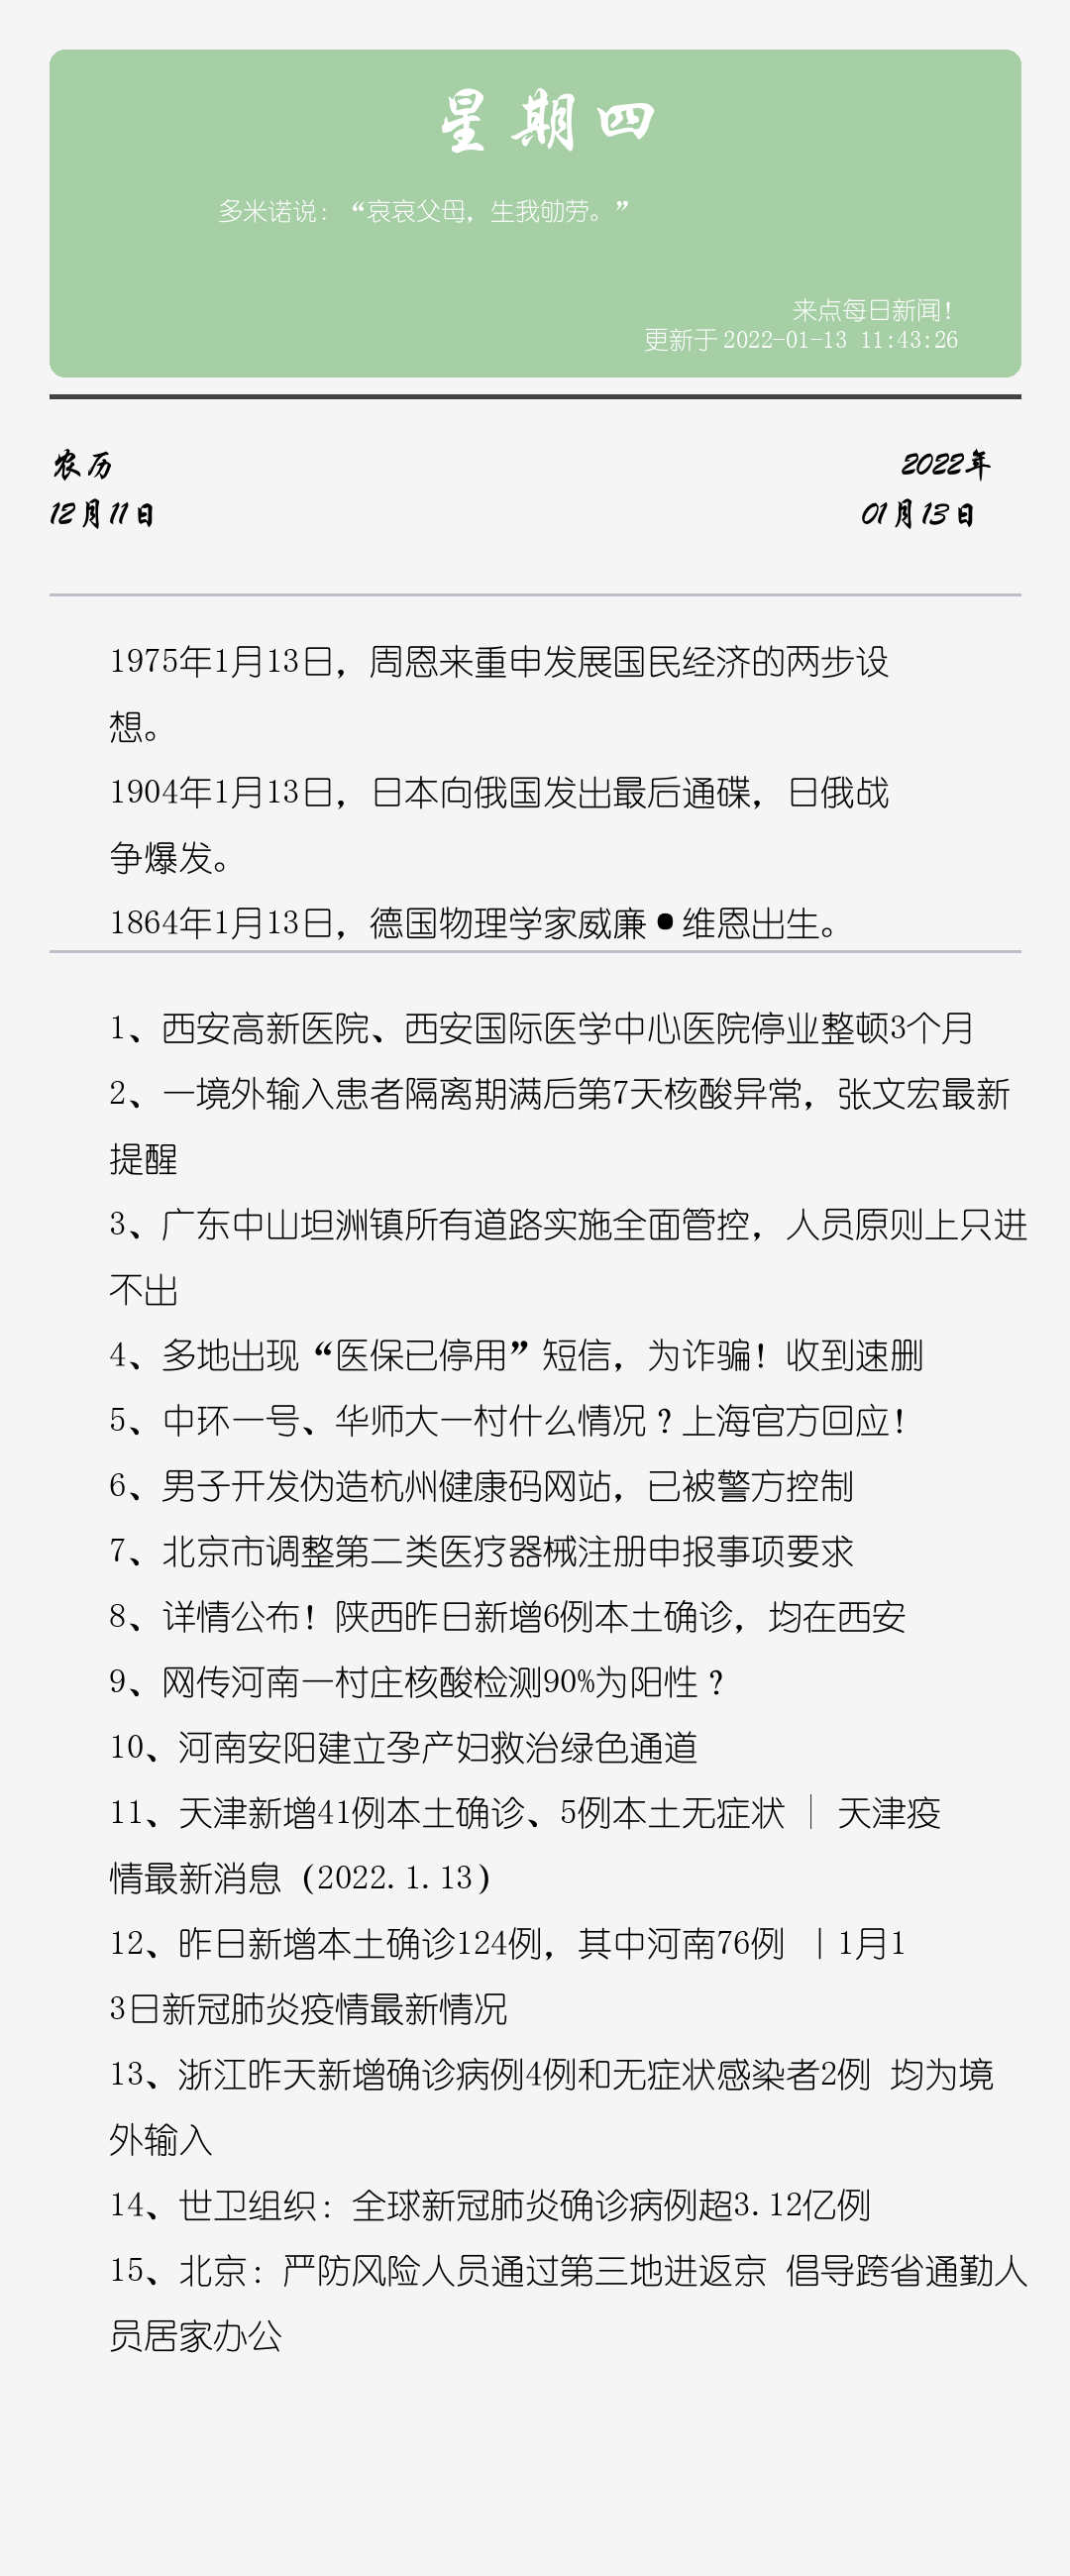 星期四
多米诺说：“哀哀父母，生我劬劳。”
来点每日新闻！
更新于2022-01-13 11:43:26
农历
2022年
12月11日
01月13日
1975年1月13日，周恩来重申发展国民经济的两步设
想。
1904年1月13日，日本向俄国发出最后通碟，日俄战
争爆发。
1864年1月13日，德国物理学家威廉•维恩出生。
1、西安高新医院、西安国际医学中心医院停业整顿3个月
2、一境外输入患者隔离期满后第7天核酸异常，张文宏最新
提醒
3、广东中山坦洲镇所有道路实施全面管控，人员原则上只进
不出
4、多地出现“医保已停用”短信，为诈骗！收到速删
5、中环一号、华师大一村什么情况？上海官方回应！
6、男子开发伪造杭州健康码网站，已被警方控制
7、北京市调整第二类医疗器械注册申报事项要求
8、详情公布！陕西昨日新增6例本土确诊，均在西安
9、网传河南一村庄核酸检测90%为阳性？
10、河南安阳建立孕产妇救治绿色通道
11、天津新增41例本土确诊、5例本土无症状 │ 天津疫
情最新消息（2022.1.13）
12、昨日新增本土确诊124例，其中河南76例 丨1月1
3日新冠肺炎疫情最新情况
13、浙江昨天新增确诊病例4例和无症状感染者2例 均为境
外输入
14、世卫组织：全球新冠肺炎确诊病例超3.12亿例
15、北京：严防风险人员通过第三地进返京 倡导跨省通勤人
员居家办公